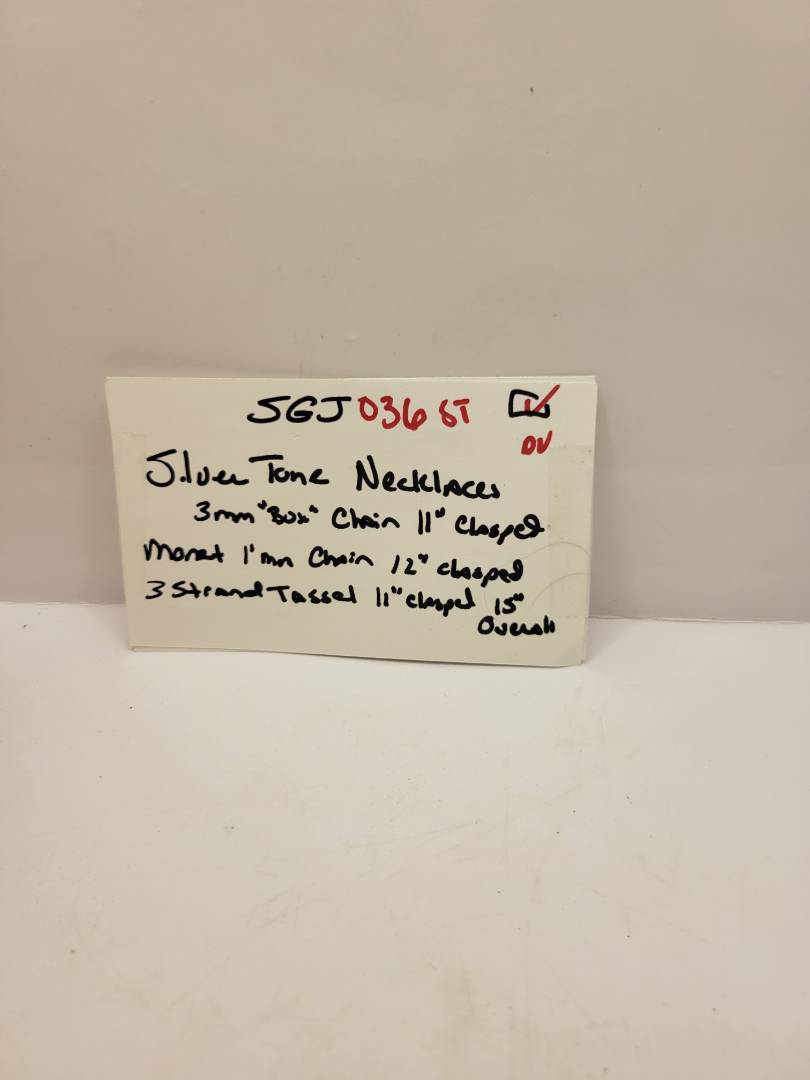 SGJ 036 ST
DV
Silver Tone Necklaces
3mm "Box" Chain 11" Clasped
Monet 1mm Chain 12" clasped
3 Strand Tassel 11" clasped 15"
Overall